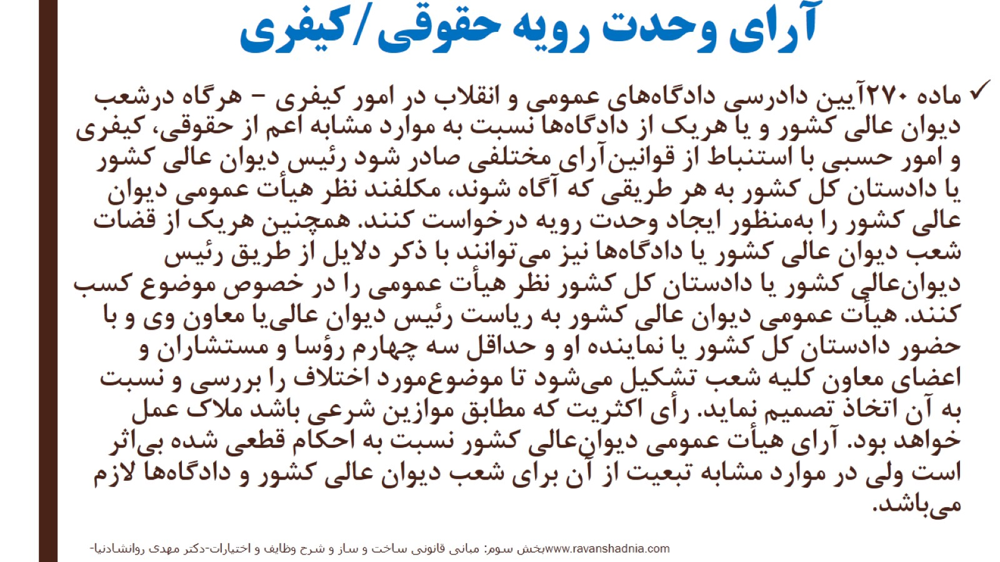 آرای وحدت رویه حقوقی/کیفری
✓ ماده ۲۷۰آیین دادرسی دادگاه‌های عمومی و انقلاب در امور کیفری – هرگاه درشعب
دیوان عالی کشور و یا هریک از دادگاه‌ها نسبت به موارد مشابه اعم از حقوقی، کیفری
و امور حسبی با استنباط از قوانین‌آرای مختلفی صادر شود رئیس دیوان عالی کشور
یا دادستان کل کشور به هر طریقی که آگاه شوند، مکلفند نظر هیأت عمومی دیوان
عالی کشور را به‌منظور ایجاد وحدت رویه درخواست کنند. همچنین هریک از قضات
شعب دیوان عالی کشور یا دادگاه‌ها نیز می‌توانند با ذکر دلایل از طریق رئیس
دیوان‌عالی کشور یا دادستان کل کشور نظر هیأت عمومی را در خصوص موضوع کسب
کنند. هیأت عمومی دیوان عالی کشور به ریاست رئیس دیوان عالی‌یا معاون وی و با
حضور دادستان کل کشور یا نماینده او و حداقل سه چهارم رؤسا و مستشاران و
اعضای معاون کلیه شعب تشکیل می‌شود تا موضوع‌مورد اختلاف را بررسی و نسبت
به آن اتخاذ تصمیم نماید. رأی اکثریت که مطابق موازین شرعی باشد ملاک عمل
خواهد بود. آرای هیأت عمومی دیوان‌عالی کشور نسبت به احکام قطعی شده بی‌اثر
است ولی در موارد مشابه تبعیت از آن برای شعب دیوان عالی کشور و دادگاه‌ها لازم
می‌باشد.
www.ravanshadnia.comبخش سوم: مبانی قانونی ساخت و ساز و شرح وظایف و اختیارات-دکتر مهدی روانشادنیا-